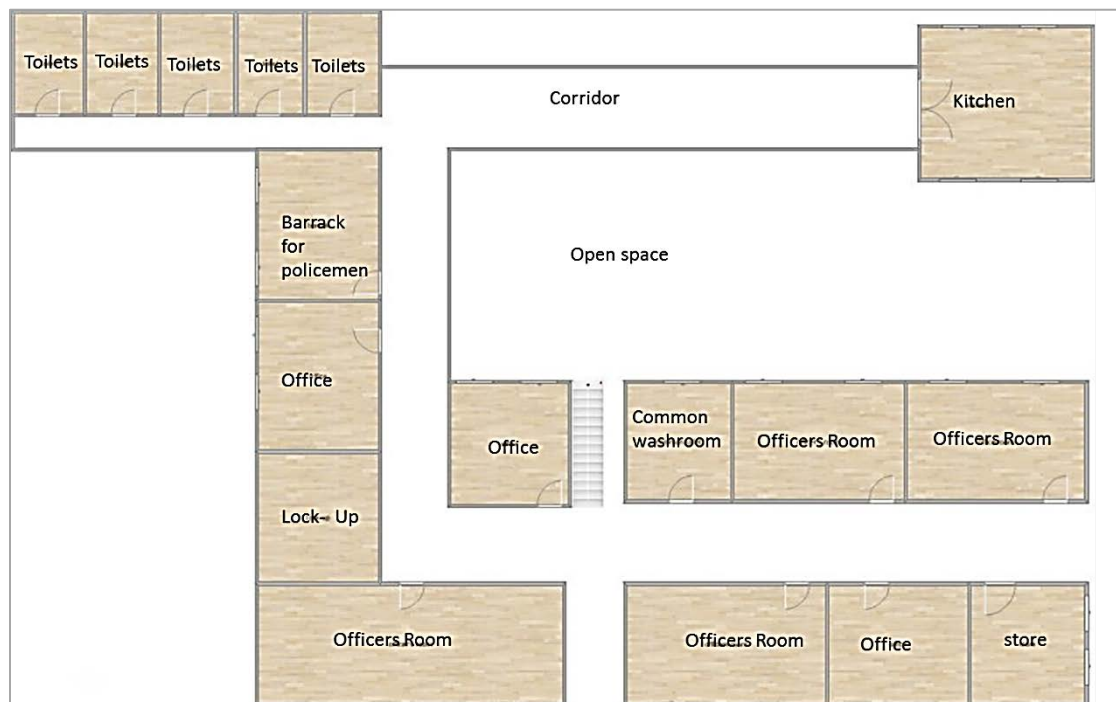 Toilets
Toilets
Toilets
Toilets
Toilets
Corridor
Kitchen
Barrack
for
policemen
Open space
Office
Office
Common
washroom
Officers Room
Officers Room
Lock- Up
Officers Room
Officers Room
Office
store